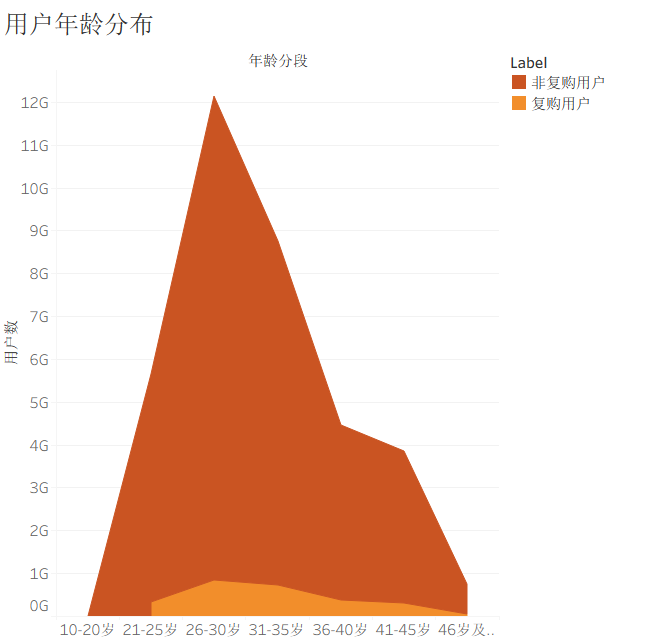 用户年龄分布
年龄分段
Label
非复购用户
复购用户
12G
11G
10G
9G
8G
7G
6G
5G
4G
3G
2G
1G
0G
用户数
10-20岁 21-25岁 26-30岁 31-35岁 36-40岁 41-45岁 46岁及..